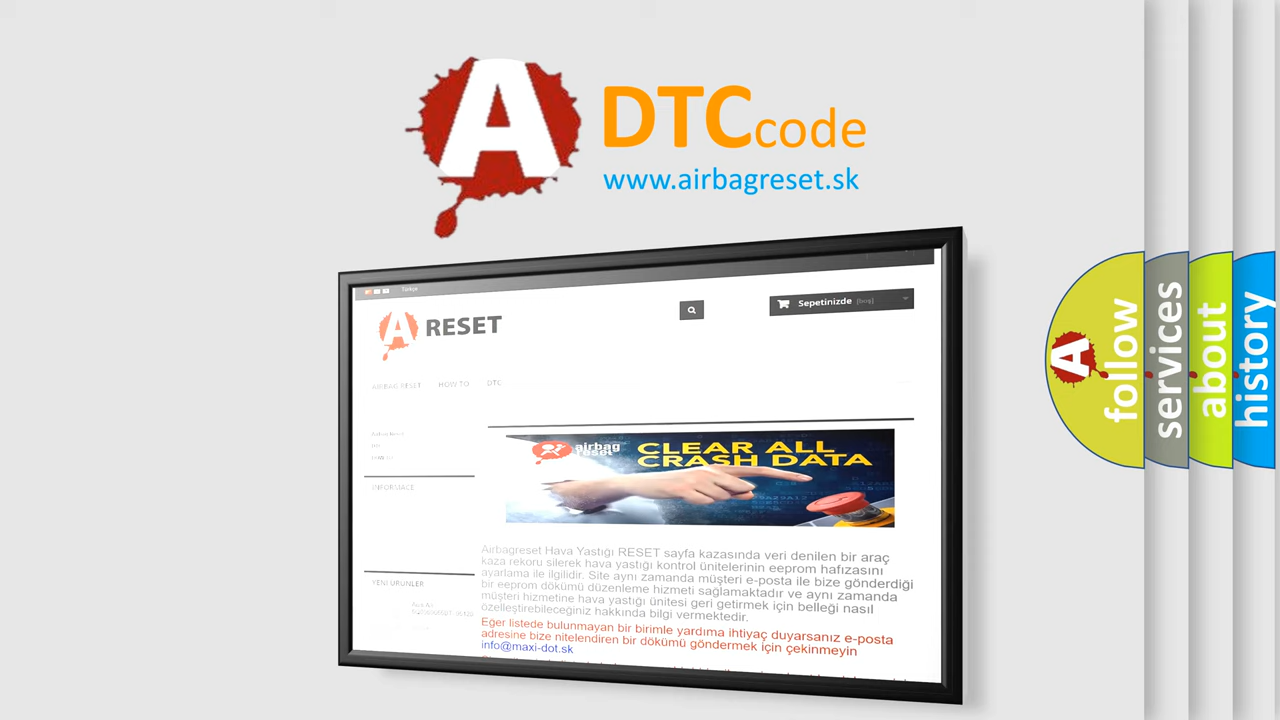 A
DTCcode
www.airbagreset.sk
Türkçe
A RESET
Sepetinizde
AIRBAG RESET HOW TO DTC
INFORMACE
airbag
reset
CLEAR ALL
CRASH DATA
Airbagreset Hava Yastığı RESET sayfa kazasında veri denilen bir araç
kaza rekoru silerek hava yastığı kontrol ünitelerinin eeprom hafızasını
ayarlama ile ilgilidir. Site aynı zamanda müşteri e-posta ile bize gönderdiği
bir eeprom dökümü düzenleme hizmeti sağlamaktadır ve aynı zamanda
müşteri hizmetine hava yastığı ünitesi geri getirmek için belleği nasıl
özelleştirebileceğiniz hakkında bilgi vermektedir.
Eger listede bulunmayan bir birimle yardıma ihtiyaç duyarsanız e-posta
adresine bize nitelendiren bir dökümü göndermek için çekinmeyin
info@maxi-dot.sk
YENI ÜRÜNLER
A
follow
services
about
history